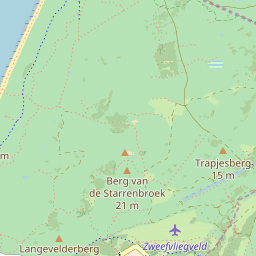 Trapjesberg
15 m
m
Berg van
de Starrenbroek
21 m
Zweefvliegveld
Langevelderberg